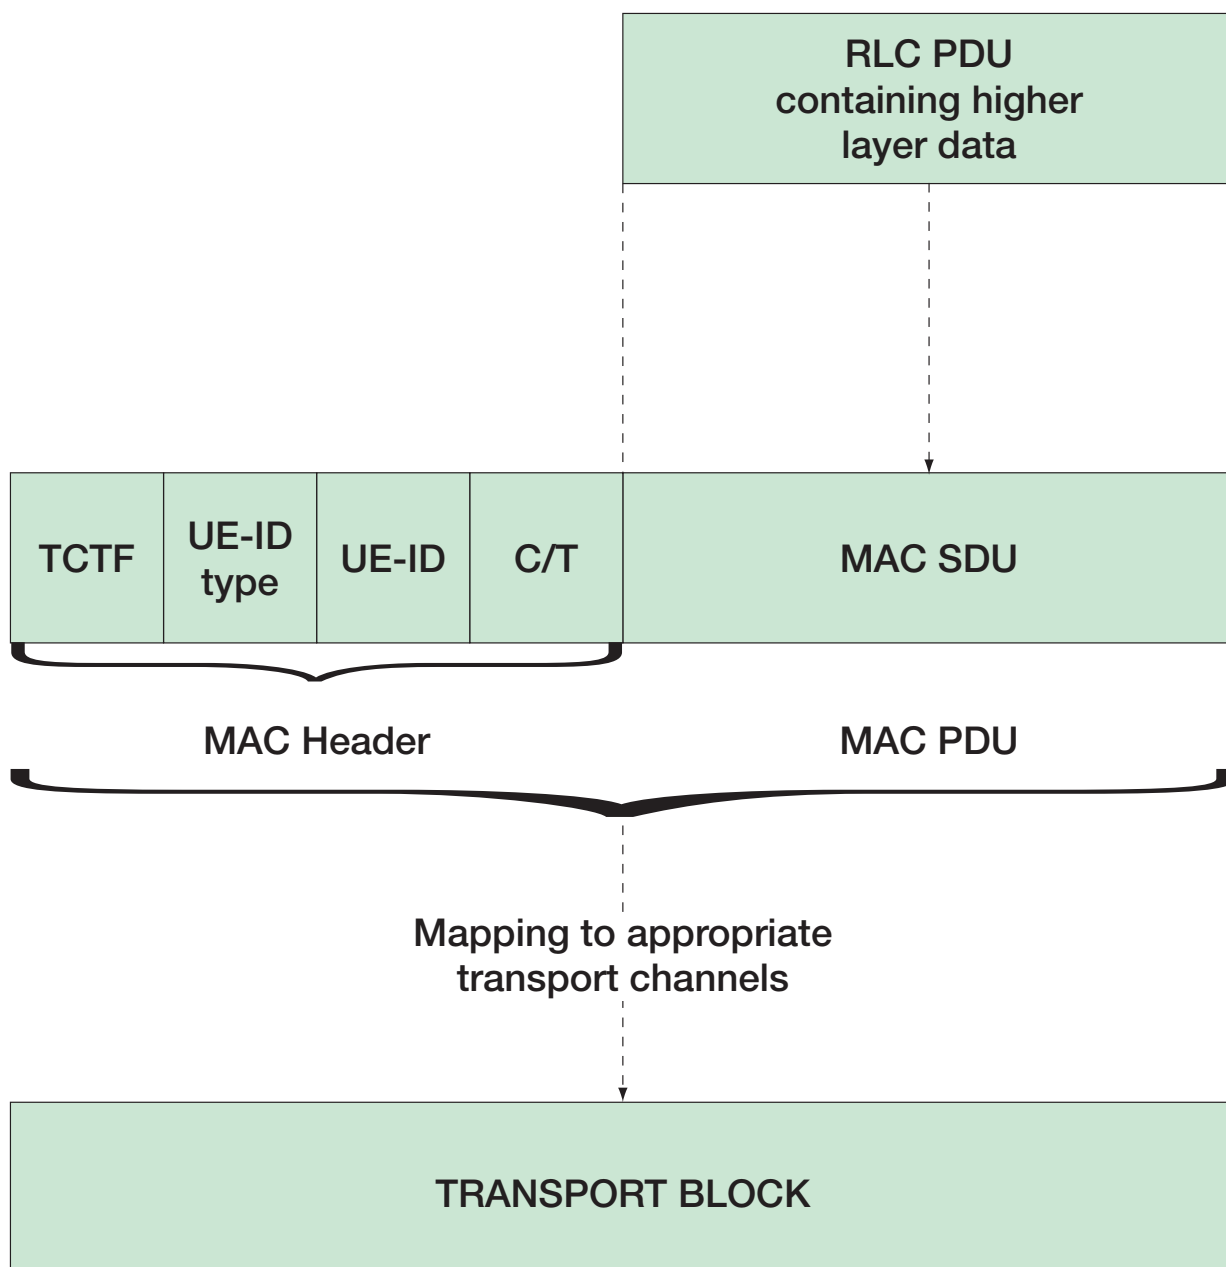 RLC PDU
containing higher
layer data
TCTF
UE-ID
type
UE-ID
C/T
MAC SDU
MAC Header
MAC PDU
Mapping to appropriate
transport channels
TRANSPORT BLOCK